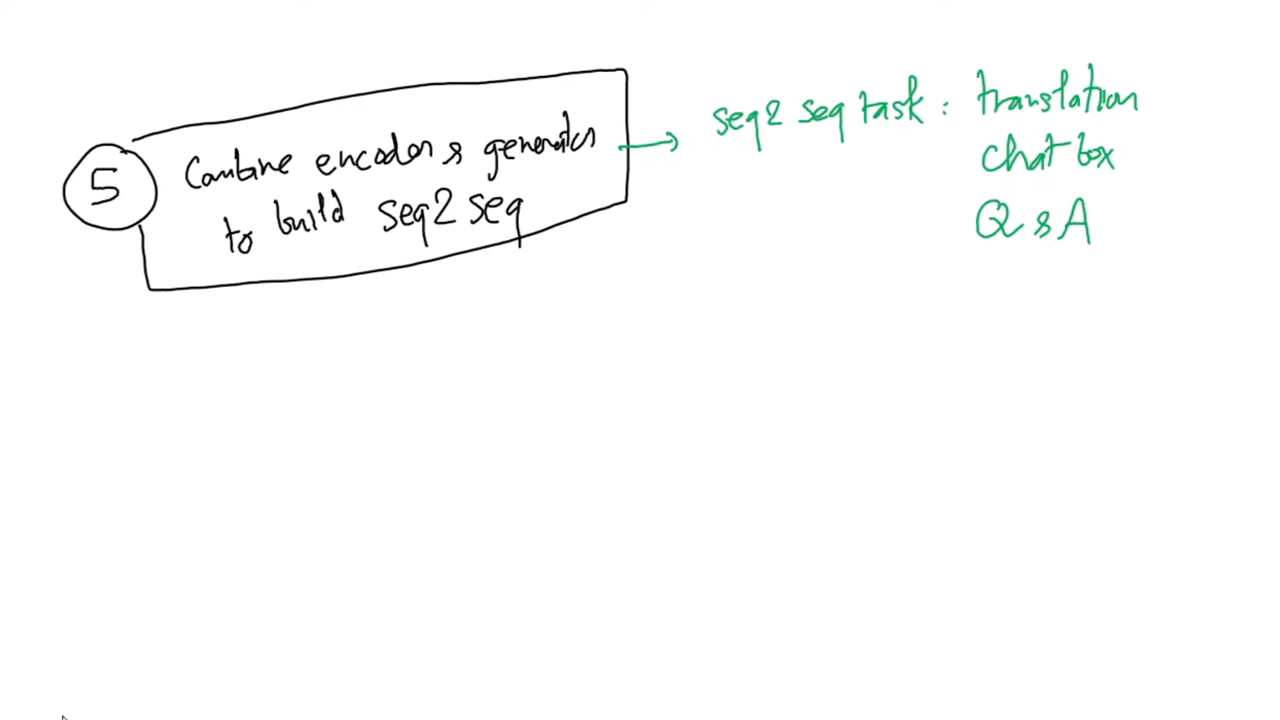 5
Combine encoder & generator
to build seq2seq
seq2seq task : translation
chat box
Q & A